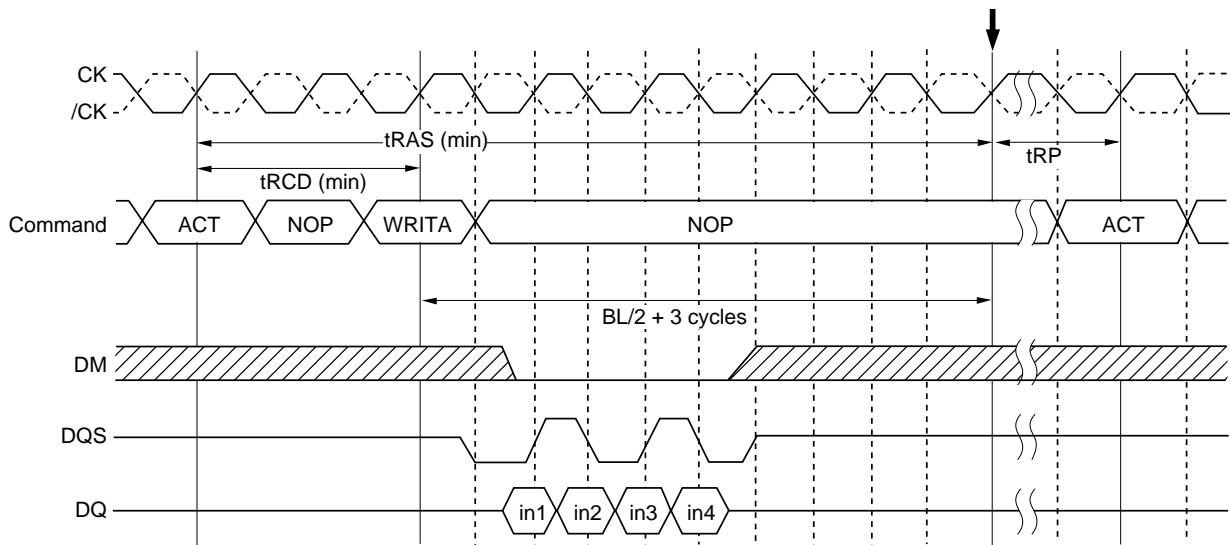 CK
/CK
tRAS (min)
tRP
tRCD (min)
Command ACT NOP WRITA NOP ACT
BL/2 + 3 cycles
DM
DQS
DQ in1 in2 in3 in4